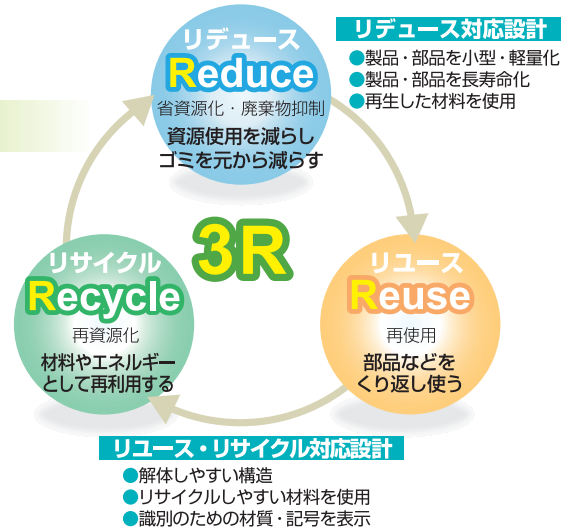 リデュース
Reduce
省資源化・廃棄物抑制
資源使用を減らし
ゴミを元から減らす
リデュース対応設計
●製品・部品を小型・軽量化
●製品・部品を長寿命化
●再生した材料を使用
3R
リサイクル
Recycle
再資源化
材料やエネルギー
として再利用する
リユース
Reuse
再使用
部品などを
くり返し使う
リユース・リサイクル対応設計
●解体しやすい構造
●リサイクルしやすい材料を使用
●識別のための材質・記号を表示